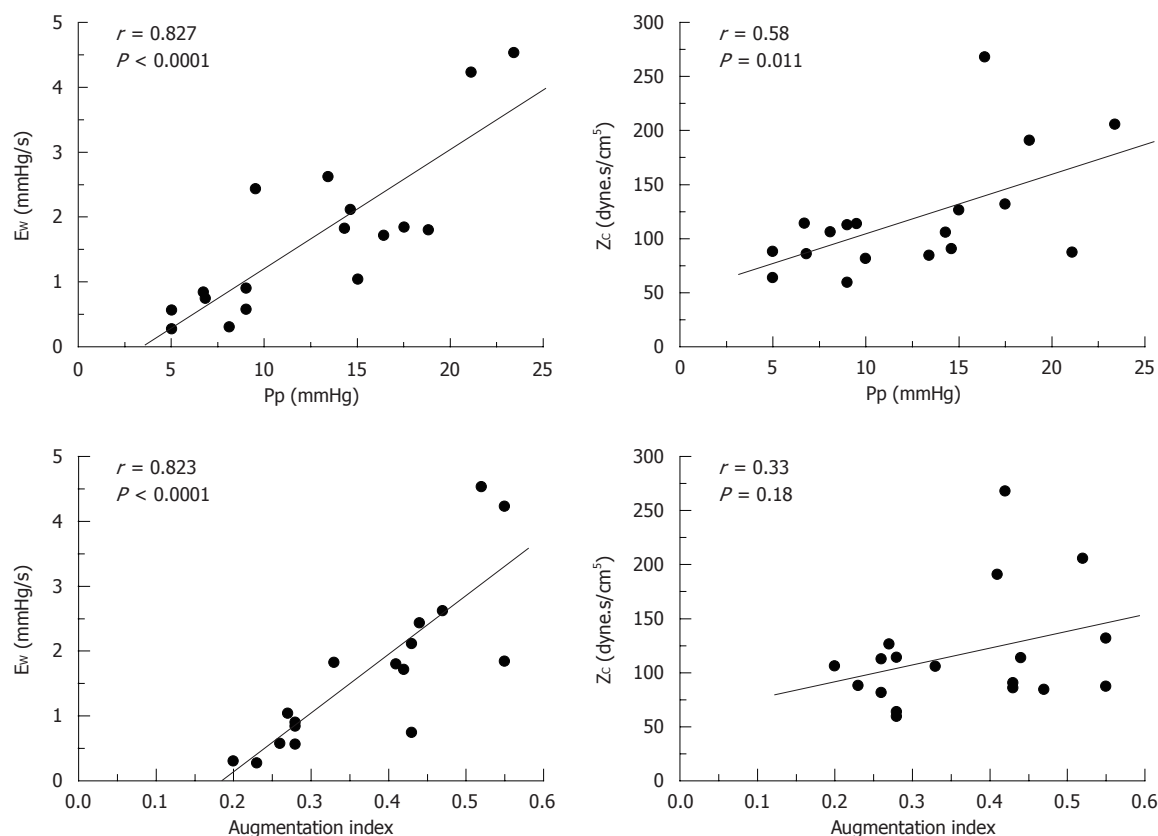 r = 0.827
P < 0.0001
5
4
3
2
1
0
Ew (mmHg/s)
0 5 10 15 20 25
Pp (mmHg)
r = 0.58
P = 0.011
300
250
200
150
100
50
0
Zc (dyne.s/cm⁵)
0 5 10 15 20 25
Pp (mmHg)
r = 0.823
P < 0.0001
5
4
3
2
1
0
Ew (mmHg/s)
0.0 0.1 0.2 0.3 0.4 0.5 0.6
Augmentation index
r = 0.33
P = 0.18
300
250
200
150
100
50
0
Zc (dyne.s/cm⁵)
0.0 0.1 0.2 0.3 0.4 0.5 0.6
Augmentation index